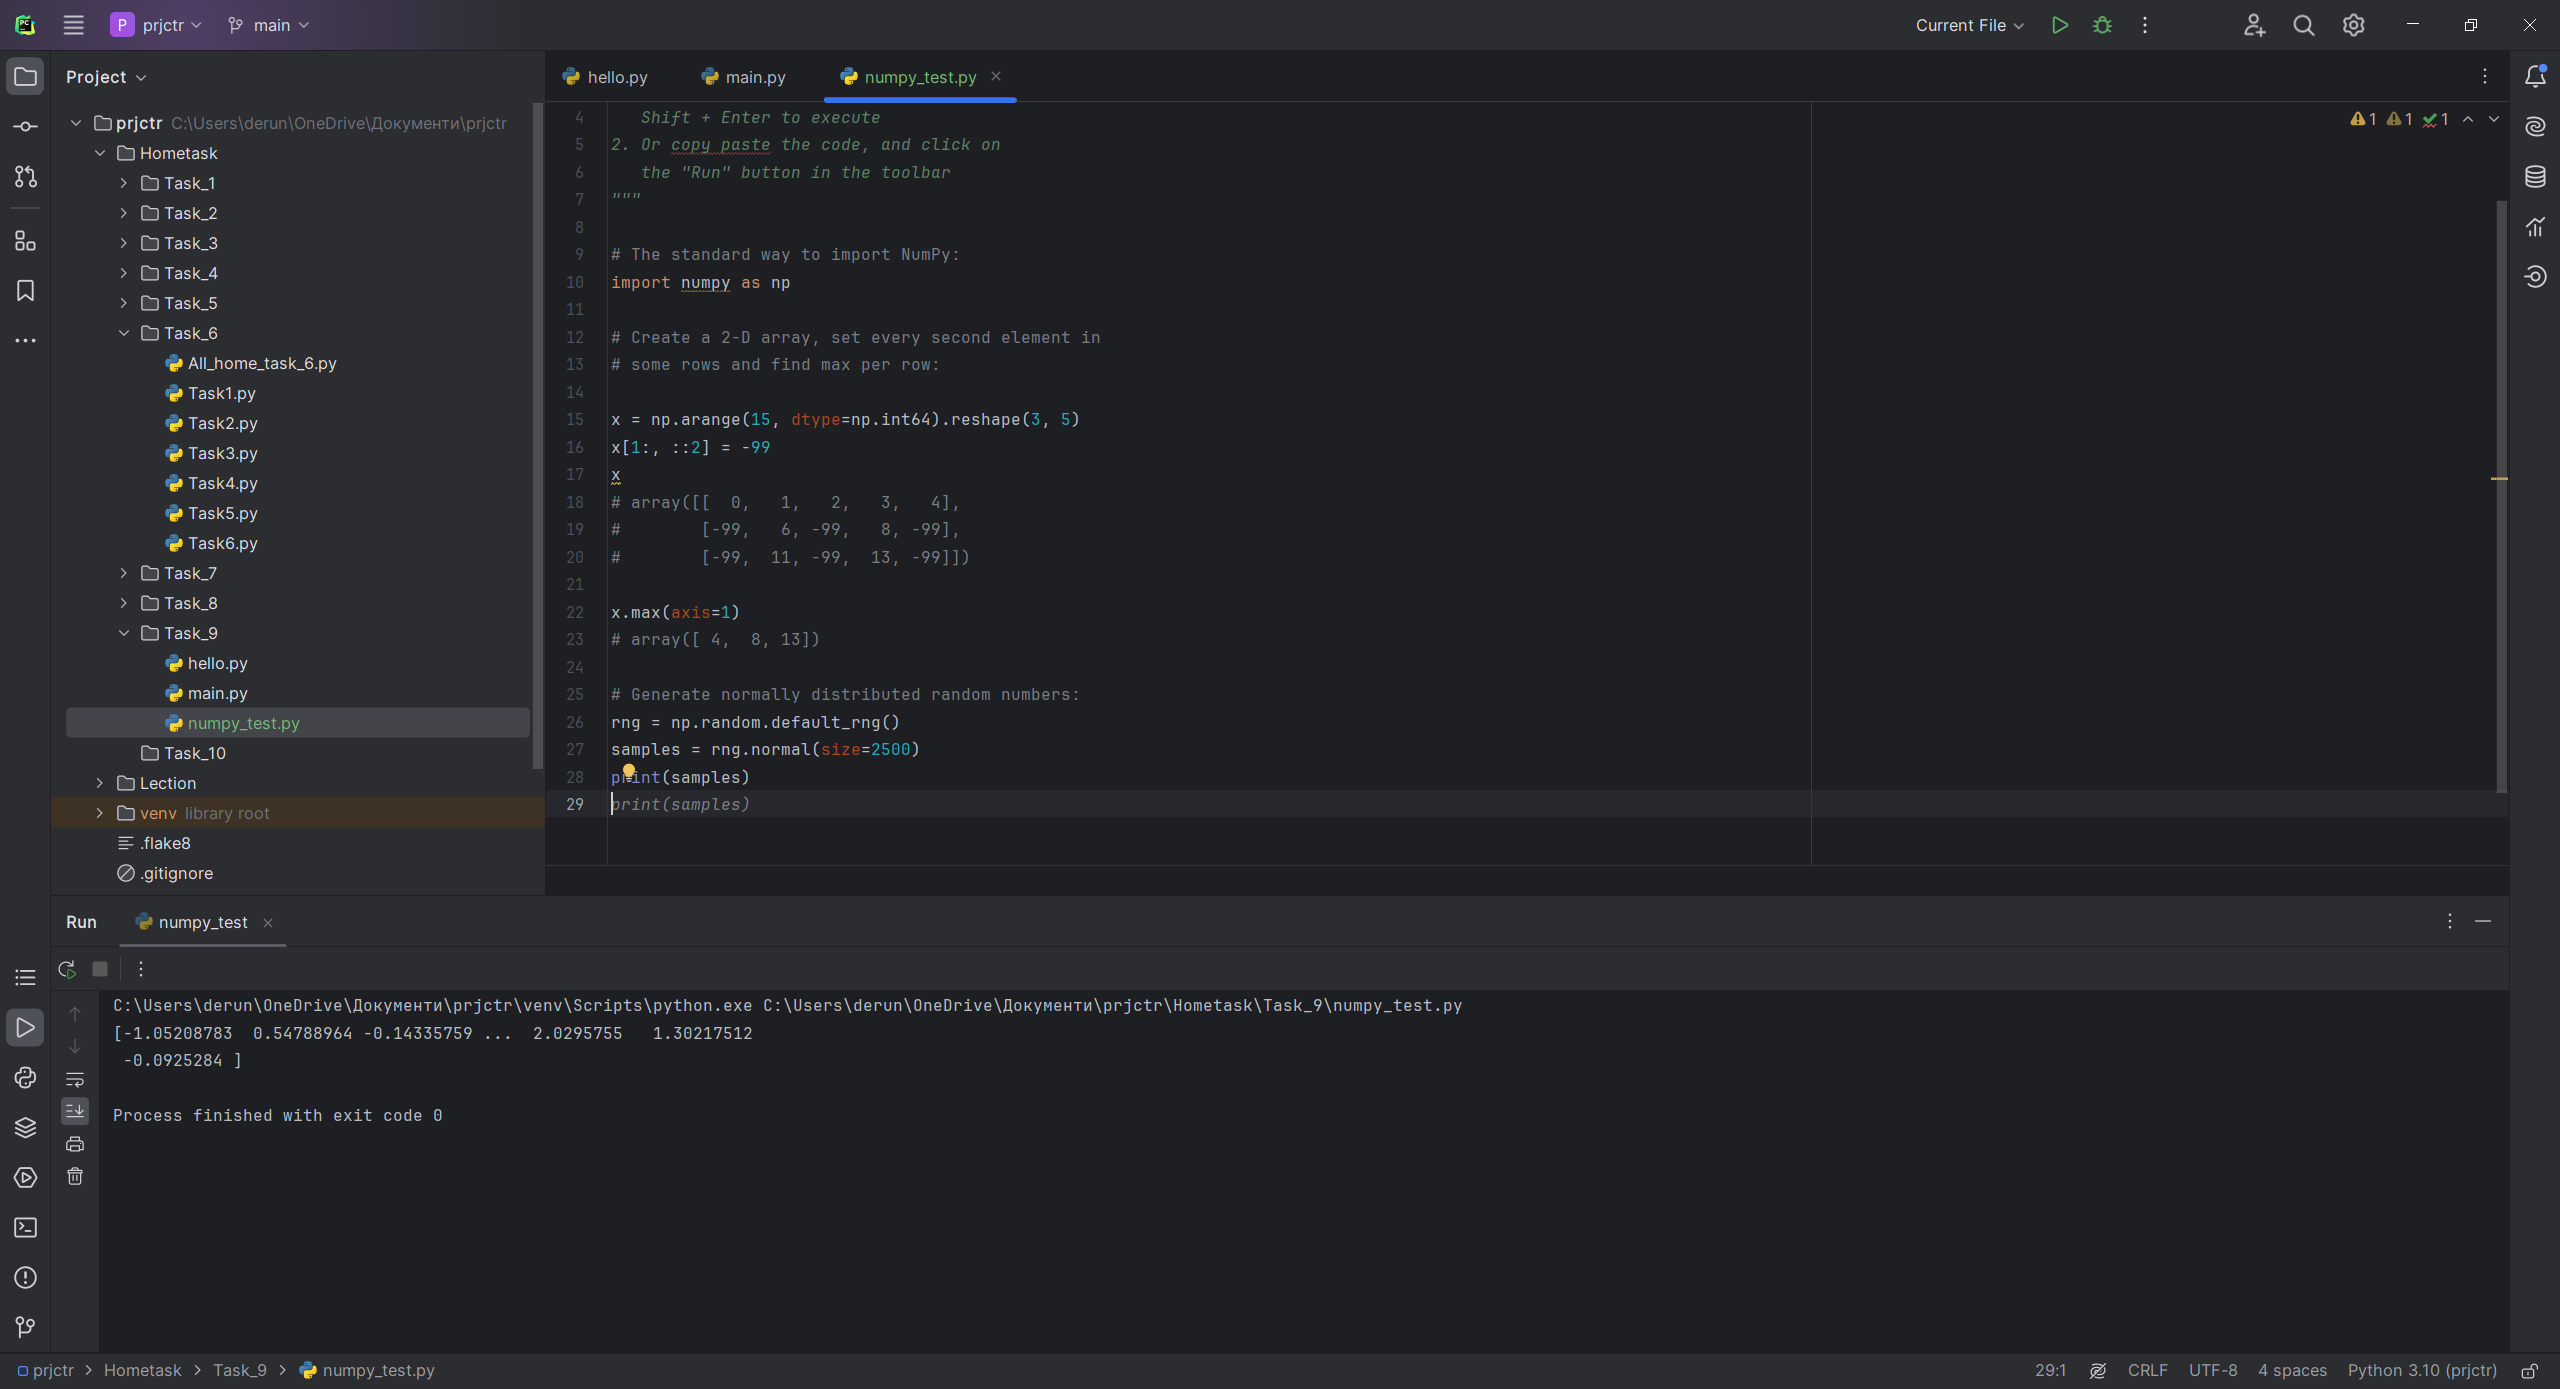 P prjctr main Current File
Project
hello.py main.py numpy_test.py
prjctr C:\Users\derun\OneDrive\Документи\prjctr
Hometask
Task_1
Task_2
Task_3
Task_4
Task_5
Task_6
All_home_task_6.py
Task1.py
Task2.py
Task3.py
Task4.py
Task5.py
Task6.py
Task_7
Task_8
Task_9
hello.py
main.py
numpy_test.py
Task_10
Lection
venv library root
.flake8
.gitignore
1 1 1
4    Shift + Enter to execute
5 2. Or copy paste the code, and click on
6    the "Run" button in the toolbar
7 """
8
9 # The standard way to import NumPy:
10 import numpy as np
11
12 # Create a 2-D array, set every second element in
13 # some rows and find max per row:
14
15 x = np.arange(15, dtype=np.int64).reshape(3, 5)
16 x[1:, ::2] = -99
17 x
18 # array([[  0,   1,   2,   3,   4],
19 #        [-99,   6, -99,   8, -99],
20 #        [-99,  11, -99,  13, -99]])
21
22 x.max(axis=1)
23 # array([ 4,  8, 13])
24
25 # Generate normally distributed random numbers:
26 rng = np.random.default_rng()
27 samples = rng.normal(size=2500)
28 print(samples)
29 print(samples)
Run numpy_test
C:\Users\derun\OneDrive\Документи\prjctr\venv\Scripts\python.exe C:\Users\derun\OneDrive\Документи\prjctr\Hometask\Task_9\numpy_test.py
[-1.05208783  0.54788964 -0.14335759 ...  2.0295755   1.30217512
 -0.0925284 ]
Process finished with exit code 0
prjctr > Hometask > Task_9 > numpy_test.py 29:1 CRLF UTF-8 4 spaces Python 3.10 (prjctr)